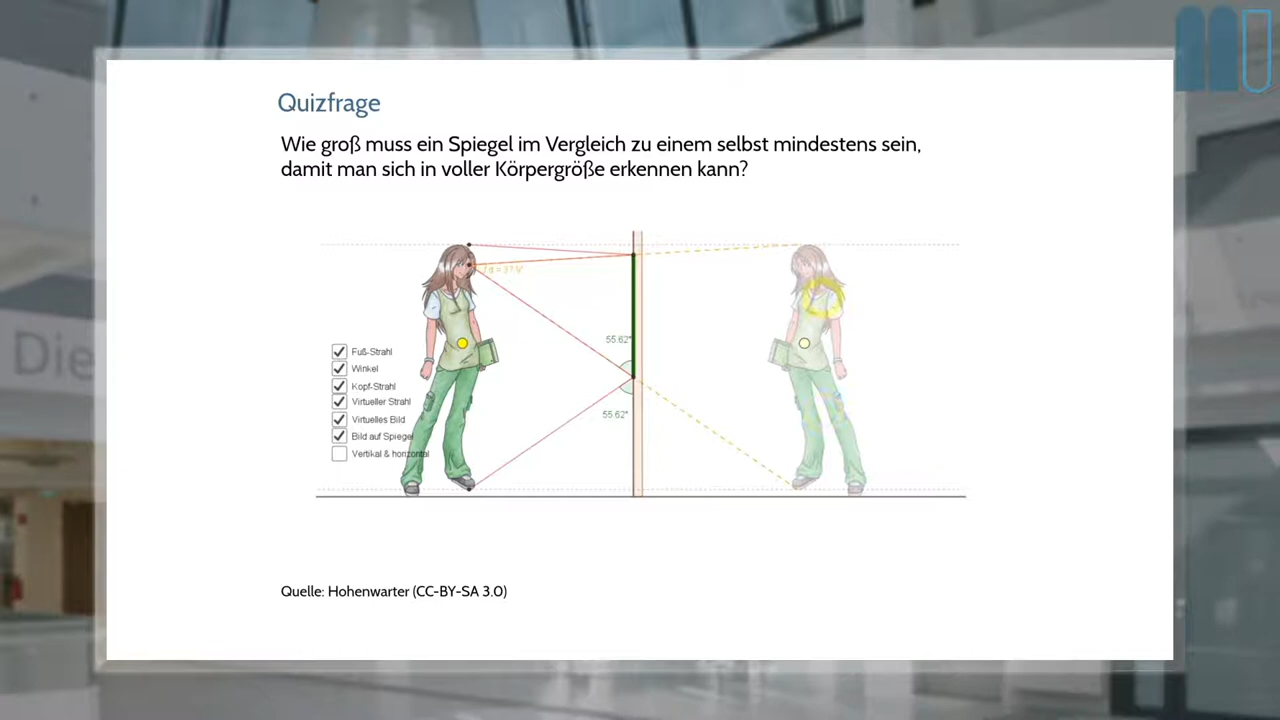 Quizfrage
Wie groß muss ein Spiegel im Vergleich zu einem selbst mindestens sein,
damit man sich in voller Körpergröße erkennen kann?
55.62°
Die
Fuß-Strahl
Winkel
Kopf-Strahl
Virtueller Strahl
55.62°
Virtuelles Bild
Bild auf Spiegel
Vertikal & horizontal
Quelle: Hohenwarter (CC-BY-SA 3.0)